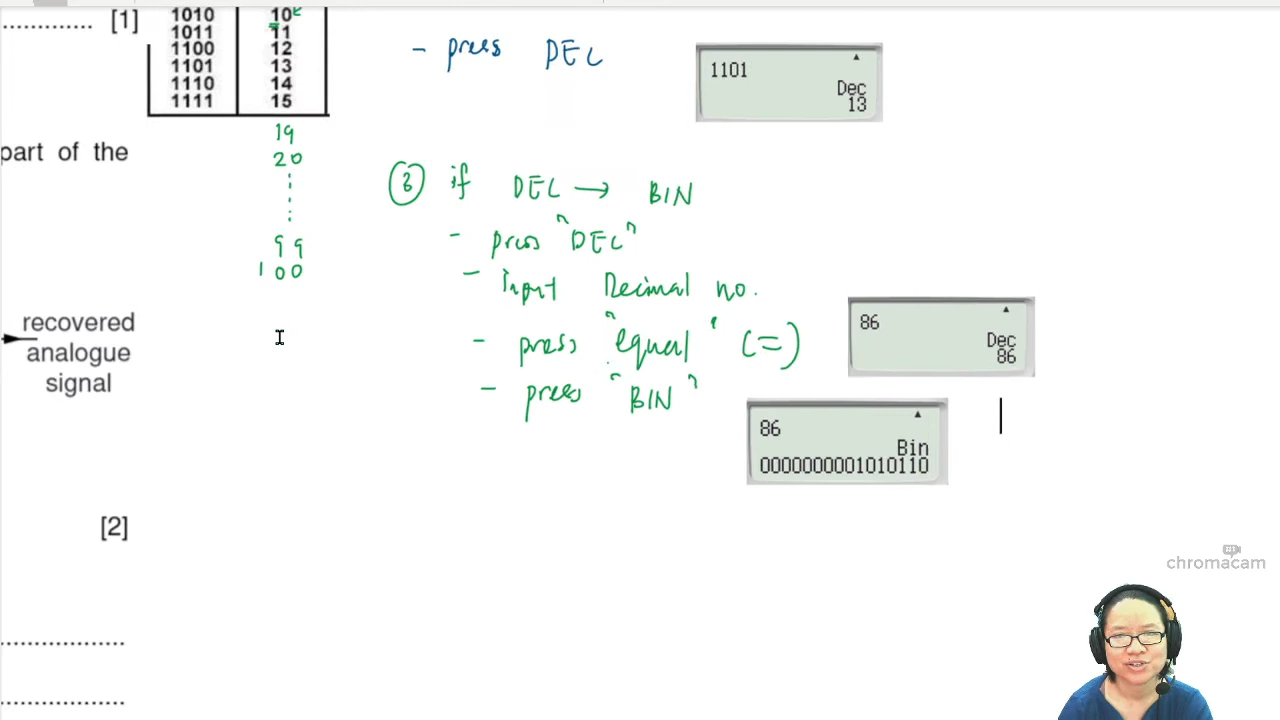 .............. [1]
1010 10
1011 11
1100 12
1101 13
1110 14
1111 15
19
20
99
100
part of the
recovered
analogue
signal
[2]
..................
..................
- press DEC
1101
Dec
13
③ if DEC → BIN
- press "DEC"
- Input Decimal no.
- press "equal" (=)
- press "BIN"
86
Dec
86
86
Bin
0000000001010110
chromacam